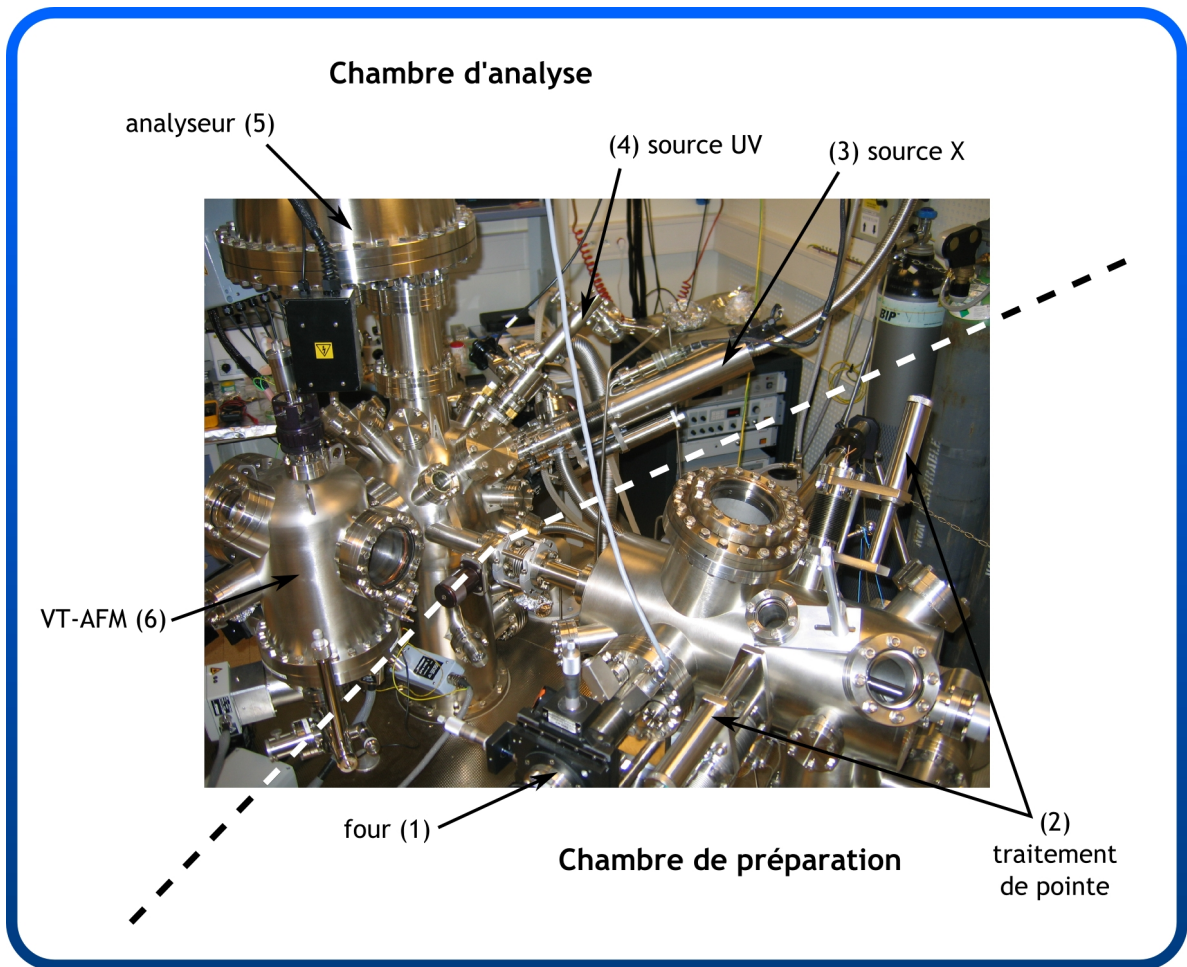 Chambre d'analyse
analyseur (5)
(4) source UV
(3) source X
BIP
VT-AFM (6)
four (1)
Chambre de préparation
(2)
traitement
de pointe